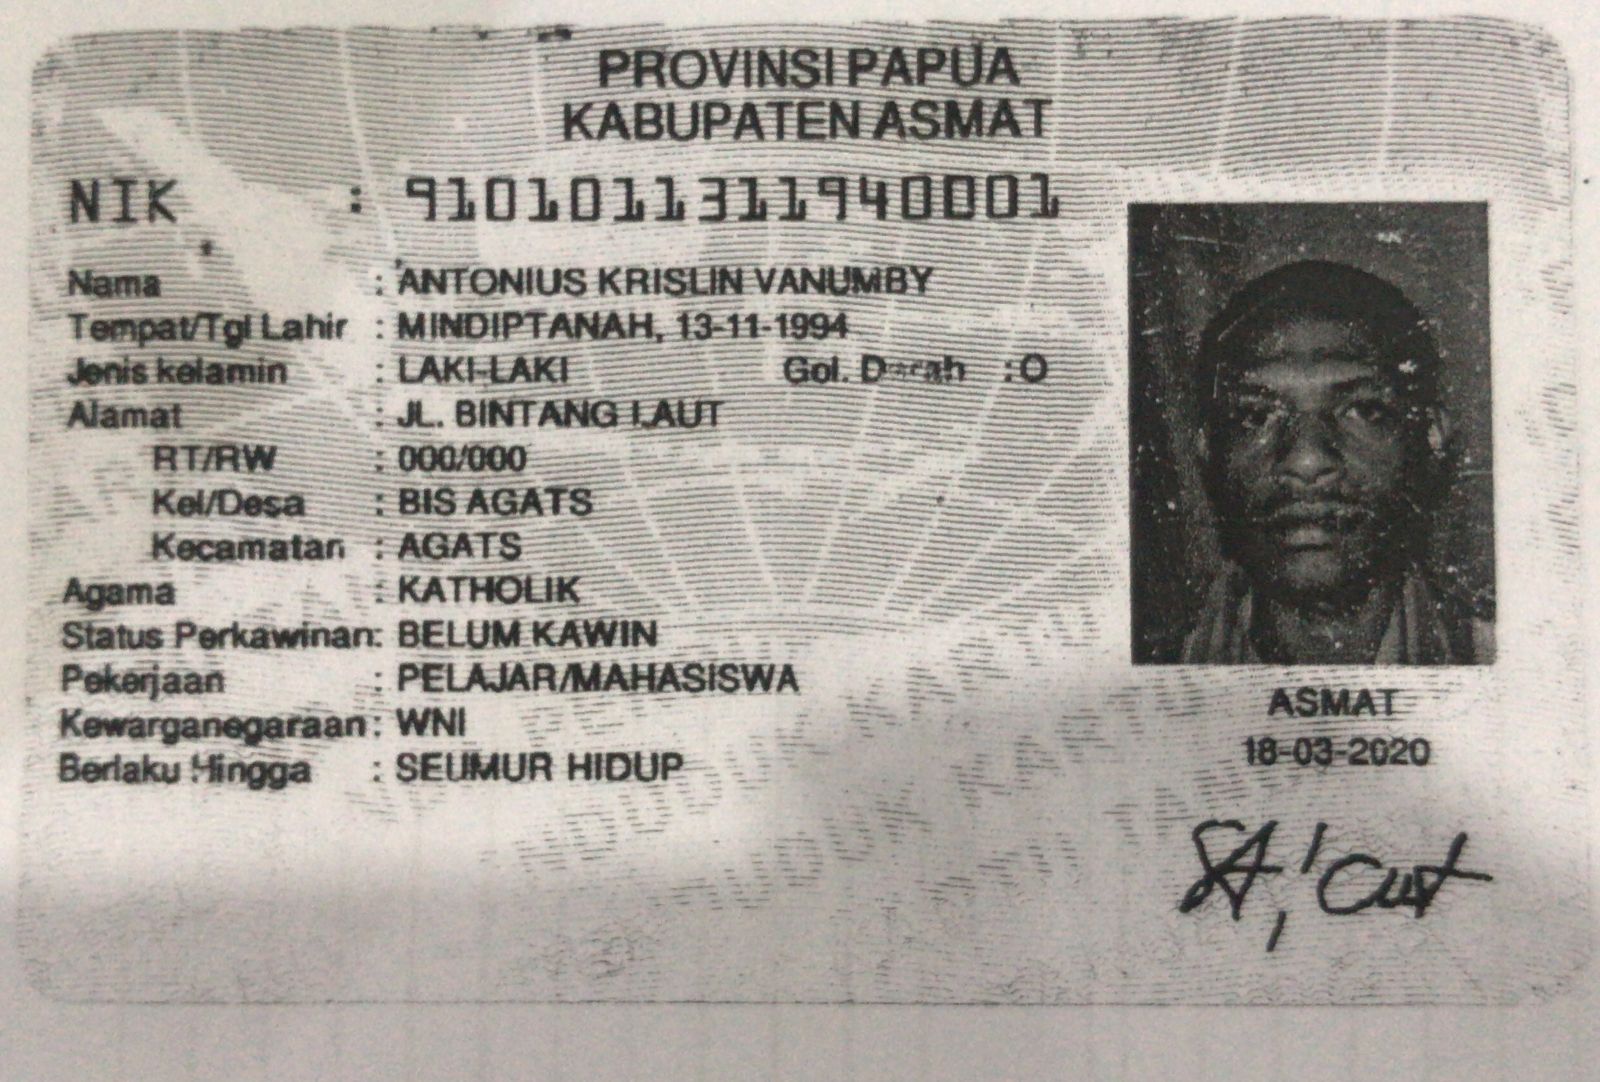 PROVINSI PAPUA
KABUPATEN ASMAT
NIK : 9101011311940001
Nama : ANTONIUS KRISLIN VANUMBY
Tempat/Tgl Lahir : MINDIPTANAH, 13-11-1994
Jenis kelamin : LAKI-LAKI Gol. Darah : O
Alamat : JL. BINTANG LAUT
RT/RW : 000/000
Kel/Desa : BIS AGATS
Kecamatan : AGATS
Agama : KATHOLIK
Status Perkawinan: BELUM KAWIN
Pekerjaan : PELAJAR/MAHASISWA
Kewarganegaraan: WNI
Berlaku Hingga : SEUMUR HIDUP
ASMAT
18-03-2020